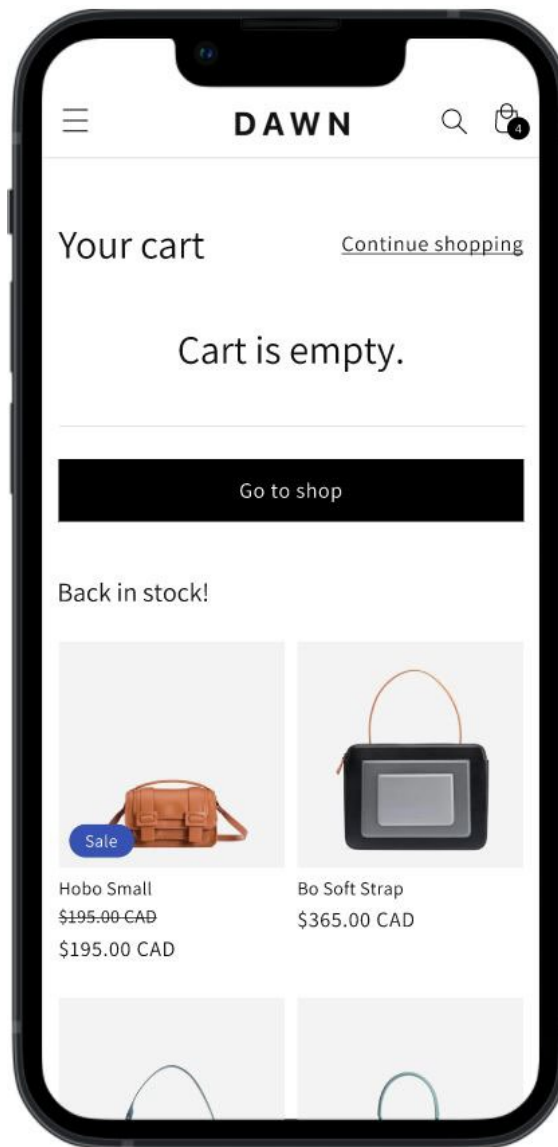 DAWN
4
Your cart
Continue shopping
Cart is empty.
Go to shop
Back in stock!
Sale
Hobo Small
$195.00 CAD
$195.00 CAD
Bo Soft Strap
$365.00 CAD